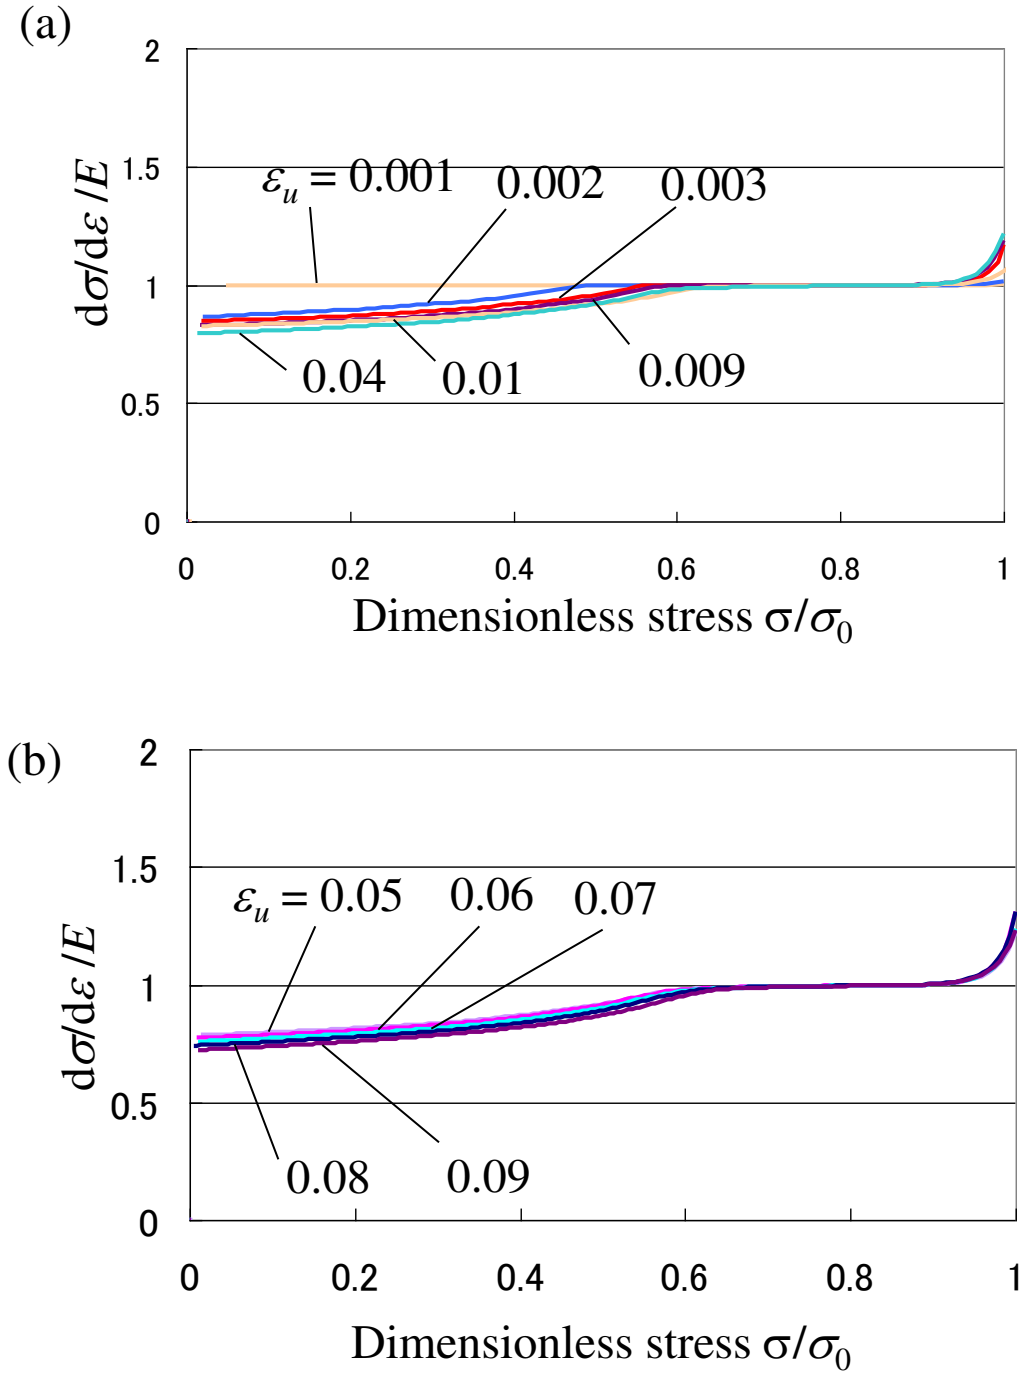 (a)
2
1.5
1
0.5
0
dσ/dε /E
εu = 0.001
0.002
0.003
0.04
0.01
0.009
0 0.2 0.4 0.6 0.8 1
Dimensionless stress σ/σ0
(b)
2
1.5
1
0.5
0
dσ/dε /E
εu = 0.05
0.06
0.07
0.08
0.09
0 0.2 0.4 0.6 0.8 1
Dimensionless stress σ/σ0